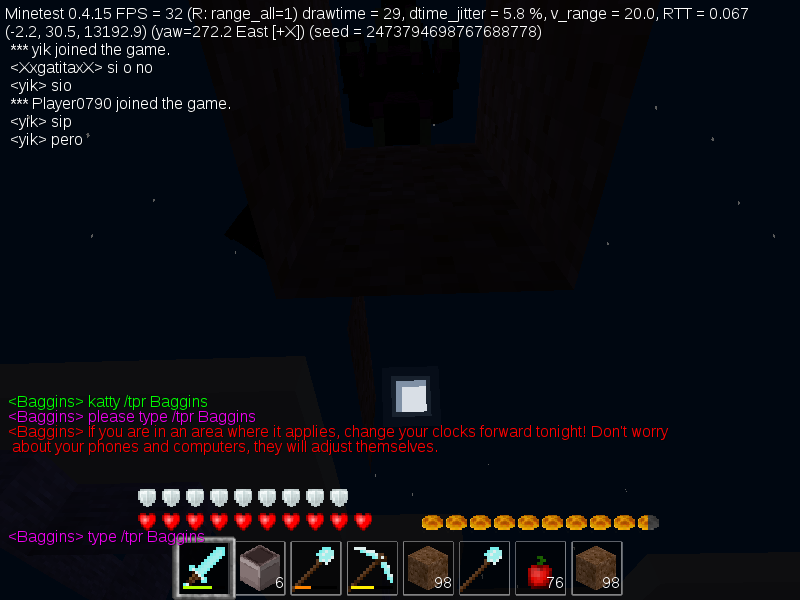 Minetest 0.4.15 FPS = 32 (R: range_all=1) drawtime = 29, dtime_jitter = 5.8 %, v_range = 20.0, RTT = 0.067
(-2.2, 30.5, 13192.9) (yaw=272.2 East [+X]) (seed = 2473794698767688778)
*** yik joined the game.
<XxgatitaxX> si o no
<yik> sio
*** Player0790 joined the game.
<yik> sip
<yik> pero
<Baggins> katty /tpr Baggins
<Baggins> please type /tpr Baggins
<Baggins> If you are in an area where it applies, change your clocks forward tonight! Don't worry
about your phones and computers, they will adjust themselves.
<Baggins> type /tpr Baggins
6 98 76 98